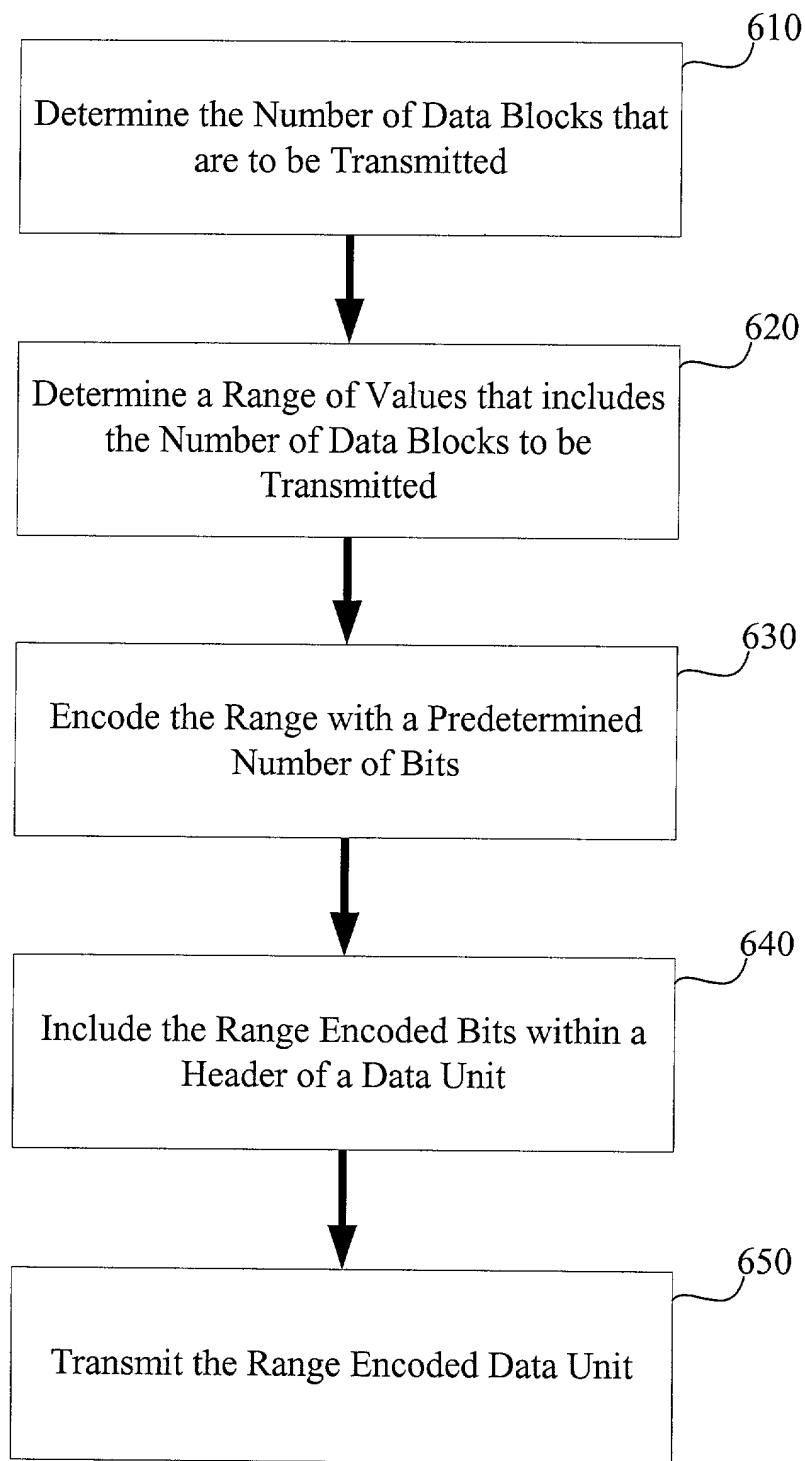 610
Determine the Number of Data Blocks that
are to be Transmitted
620
Determine a Range of Values that includes
the Number of Data Blocks to be
Transmitted
630
Encode the Range with a Predetermined
Number of Bits
640
Include the Range Encoded Bits within a
Header of a Data Unit
650
Transmit the Range Encoded Data Unit